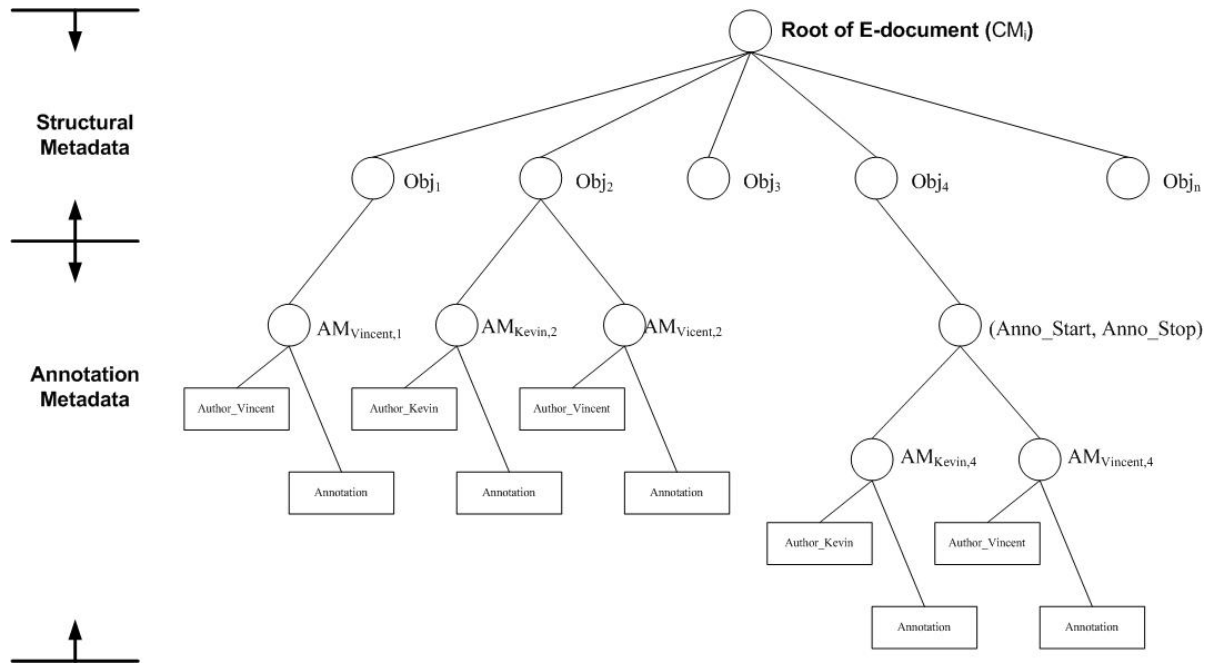 Root of E-document (CMi)
Structural
Metadata
Obj1
Obj2
Obj3
Obj4
Objn
AMVincent,1
AMKevin,2
AMVicent,2
(Anno_Start, Anno_Stop)
Annotation
Metadata
Author_Vincent
Author_Kevin
Author_Vincent
AMKevin,4
AMVincent,4
Annotation
Annotation
Annotation
Author_Kevin
Author_Vincent
Annotation
Annotation